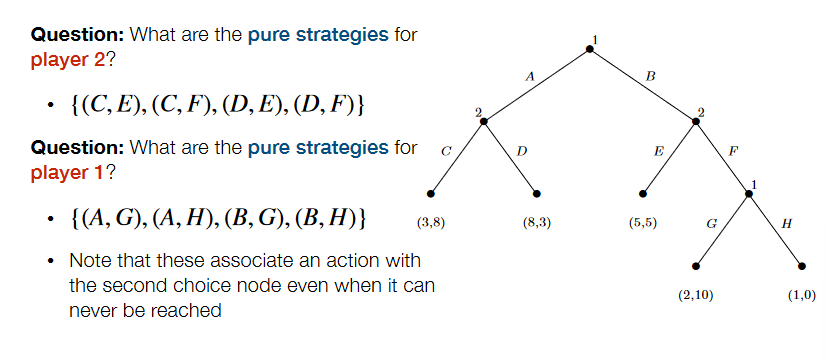 Question: What are the pure strategies for
player 2?
• {(C, E), (C, F), (D, E), (D, F)}
Question: What are the pure strategies for
player 1?
• {(A, G), (A, H), (B, G), (B, H)}
• Note that these associate an action with
the second choice node even when it can
never be reached
1
A
B
2
2
C
D
E
F
1
(3,8)
(8,3)
(5,5)
G
H
(2,10)
(1,0)